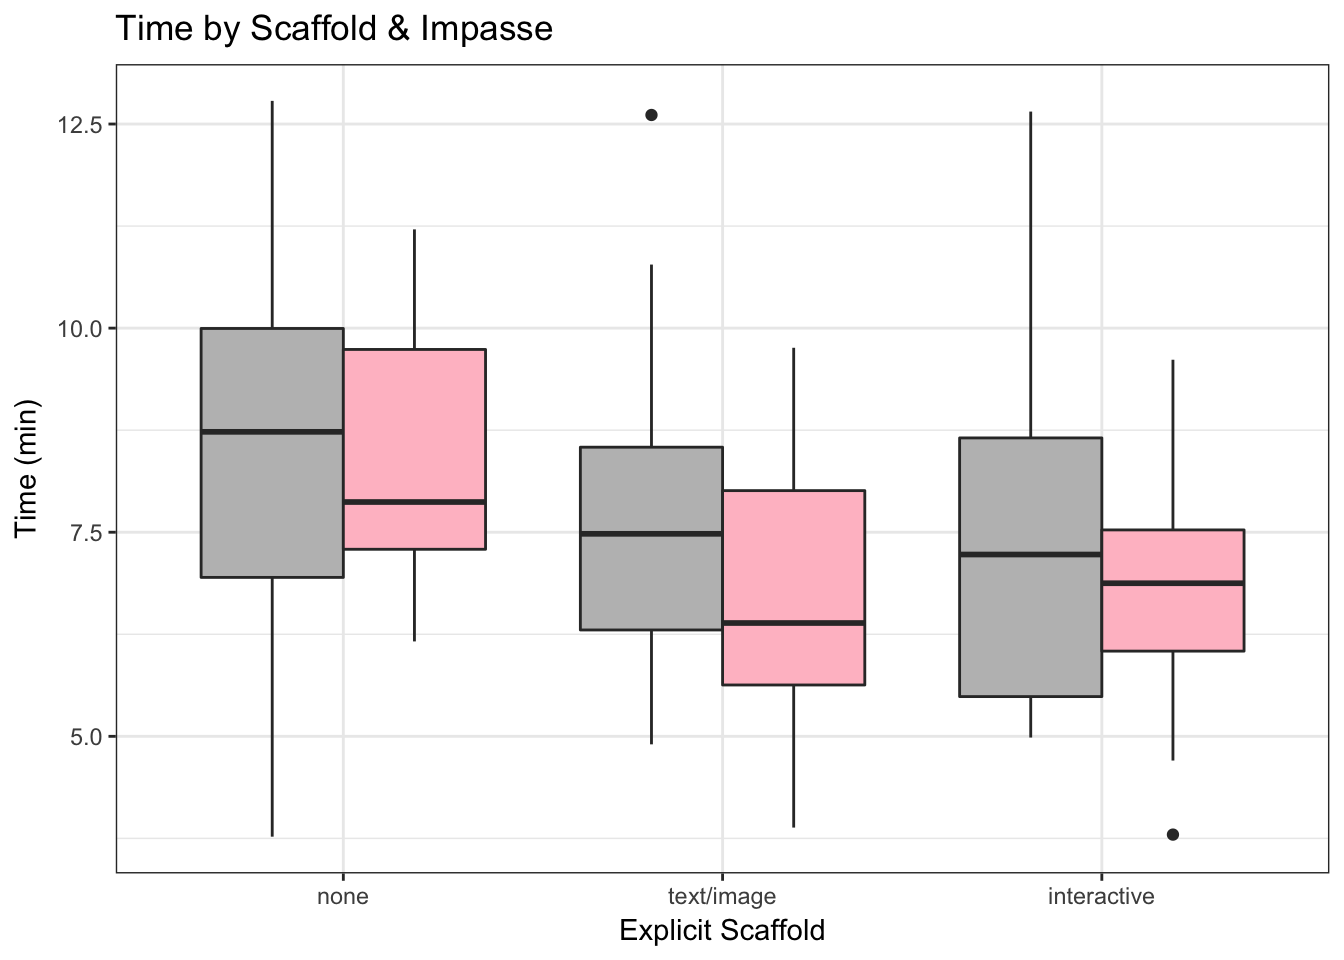 Time by Scaffold & Impasse
Time (min)
12.5
10.0
7.5
5.0
none
text/image
interactive
Explicit Scaffold